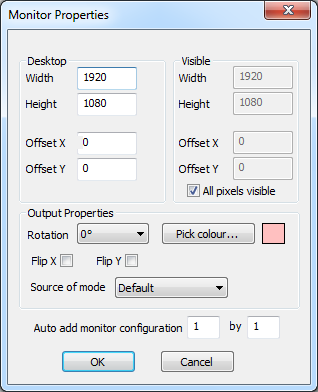 Monitor Properties
Desktop Visible
Width 1920 Width 1920
Height 1080 Height 1080
Offset X 0 Offset X 0
Offset Y 0 Offset Y 0
All pixels visible
Output Properties
Rotation 0° Pick colour...
Flip X Flip Y
Source of mode Default
Auto add monitor configuration 1 by 1
OK Cancel